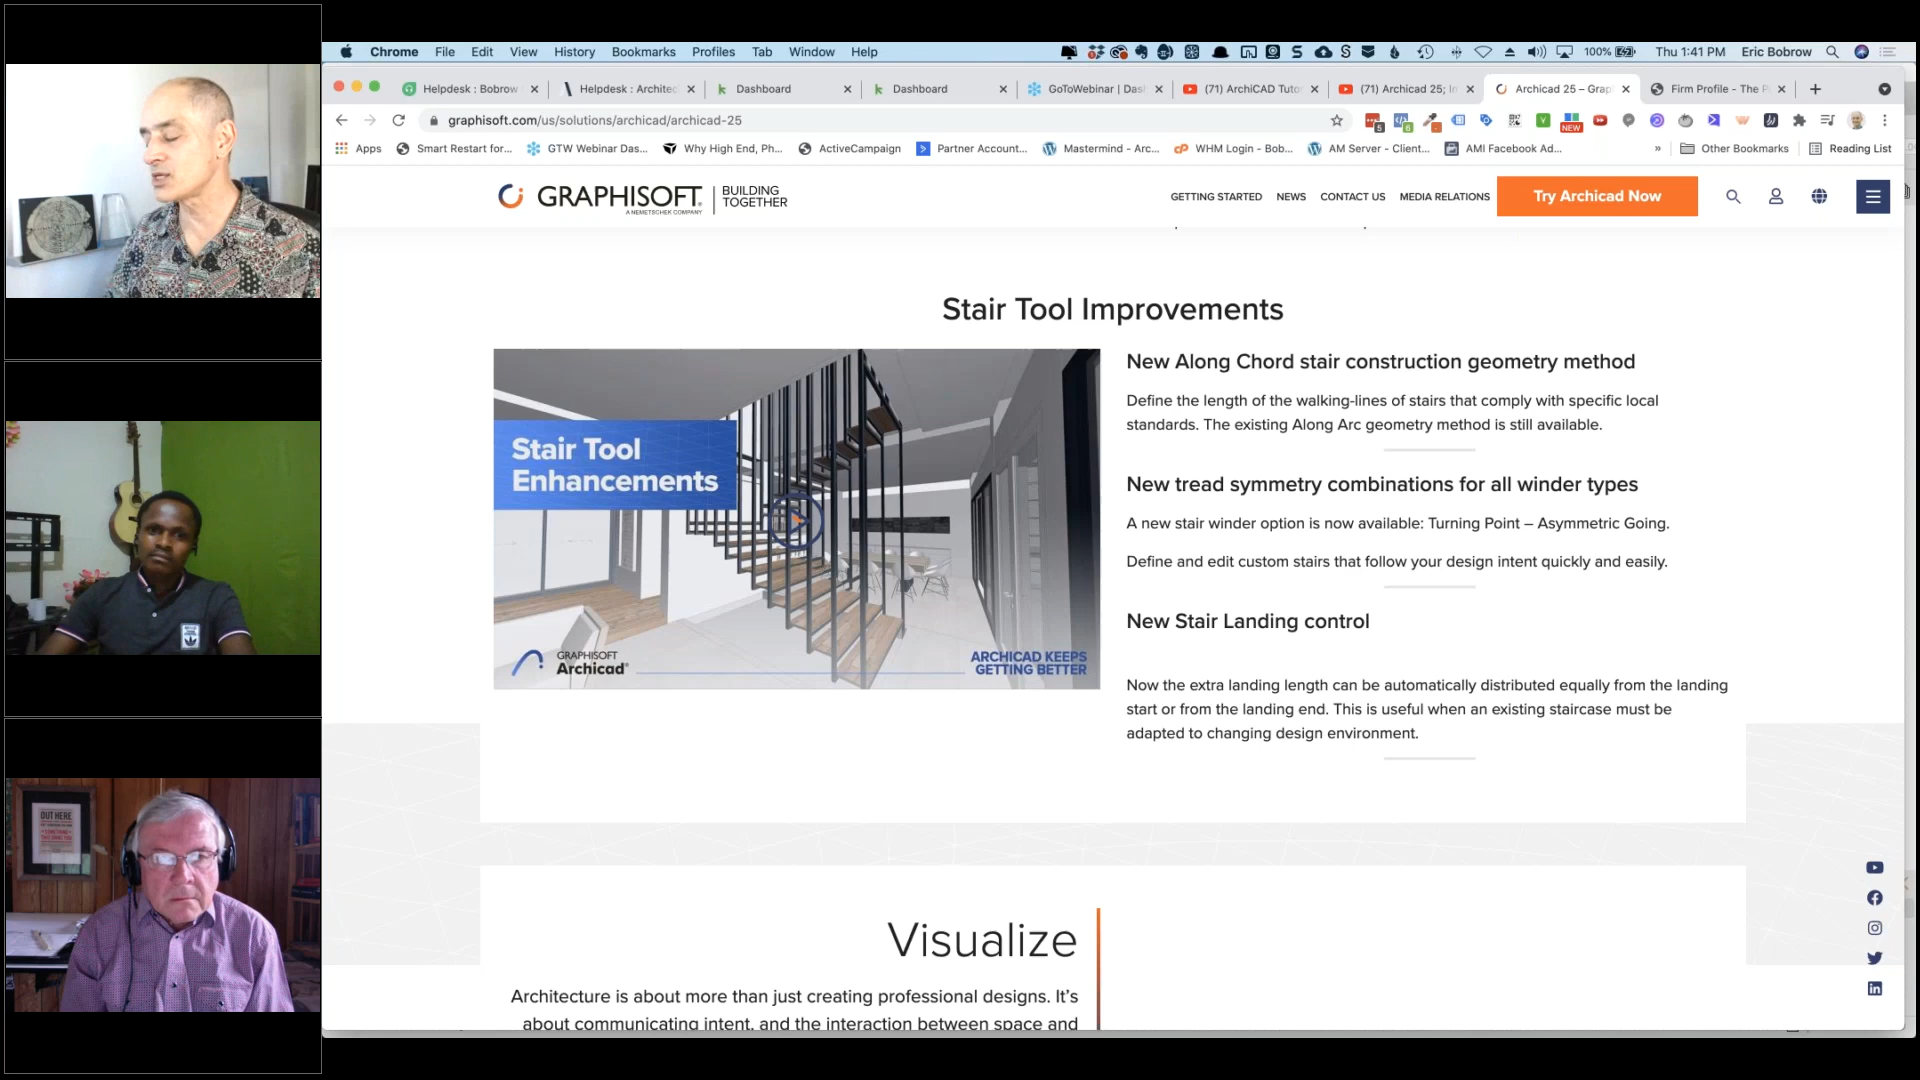 Chrome File Edit View History Bookmarks Profiles Tab Window Help 100% Thu 1:41 PM Eric Bobrow
Helpdesk : Bobrow Helpdesk : Architec Dashboard Dashboard GoToWebinar | Das (71) ArchiCAD Tuto (71) Archicad 25; Archicad 25 – Grap Firm Profile - The
graphisoft.com/us/solutions/archicad/archicad-25
5 6 NEW
Apps Smart Restart for... GTW Webinar Das... Why High End, Ph... ActiveCampaign Partner Account... Mastermind - Arc... WHM Login - Bob... AM Server - Client... AMI Facebook Ad... » Other Bookmarks Reading List
GRAPHISOFT
A NEMETSCHEK COMPANY
BUILDING
TOGETHER
GETTING STARTED NEWS CONTACT US MEDIA RELATIONS Try Archicad Now
Stair Tool Improvements
Stair Tool
Enhancements
GRAPHISOFT
Archicad
ARCHICAD KEEPS
GETTING BETTER
New Along Chord stair construction geometry method
Define the length of the walking-lines of stairs that comply with specific local
standards. The existing Along Arc geometry method is still available.
New tread symmetry combinations for all winder types
A new stair winder option is now available: Turning Point – Asymmetric Going.
Define and edit custom stairs that follow your design intent quickly and easily.
New Stair Landing control
Now the extra landing length can be automatically distributed equally from the landing
start or from the landing end. This is useful when an existing staircase must be
adapted to changing design environment.
Visualize
Architecture is about more than just creating professional designs. It's
about communicating intent, and the interaction between space and
OUT HERE